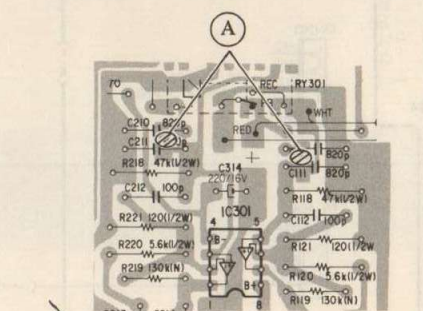 A
70
REC
RY301
WHT
C210 820p
RED
C211
820p
R218 47k(1/2W)
C314
220/16V
C111 820p
C212 100p
R118 47k(1/2W)
IC301
4 5
C112 100p
R221 120(1/2W)
B-
R121 120(1/2W
R220 5.6k(1/2W)
R219 130k(N)
B+
R120 5.6k(1/2W)
R119 130k(N)
8